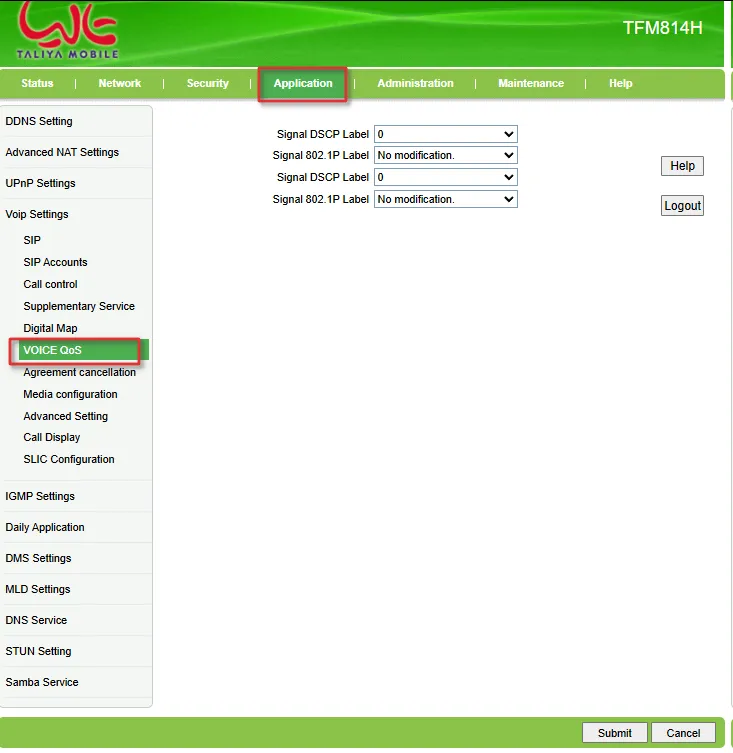 TALIYA MOBILE
TFM814H
Status | Network | Security | Application | Administration | Maintenance | Help
DDNS Setting
Advanced NAT Settings
UPnP Settings
Voip Settings
SIP
SIP Accounts
Call control
Supplementary Service
Digital Map
VOICE QoS
Agreement cancellation
Media configuration
Advanced Setting
Call Display
SLIC Configuration
IGMP Settings
Daily Application
DMS Settings
MLD Settings
DNS Service
STUN Setting
Samba Service
Signal DSCP Label 0
Signal 802.1P Label No modification.
Signal DSCP Label 0
Signal 802.1P Label No modification.
Help
Logout
Submit Cancel